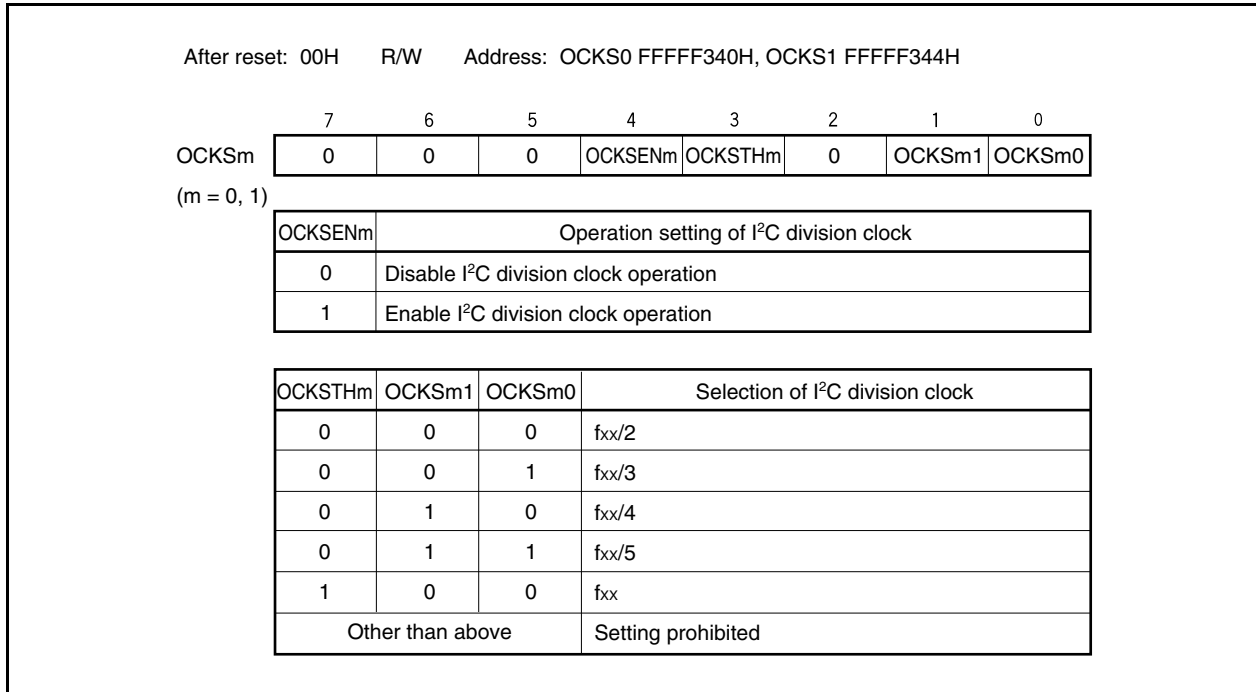 After reset: 00H R/W Address: OCKS0 FFFFF340H, OCKS1 FFFFF344H
7 6 5 4 3 2 1 0
OCKSm 0 0 0 OCKSENm OCKSTHm 0 OCKSm1 OCKSm0
(m = 0, 1)
OCKSENm Operation setting of I²C division clock
0 Disable I²C division clock operation
1 Enable I²C division clock operation
OCKSTHm OCKSm1 OCKSm0 Selection of I²C division clock
0 0 0 fxx/2
0 0 1 fxx/3
0 1 0 fxx/4
0 1 1 fxx/5
1 0 0 fxx
Other than above Setting prohibited